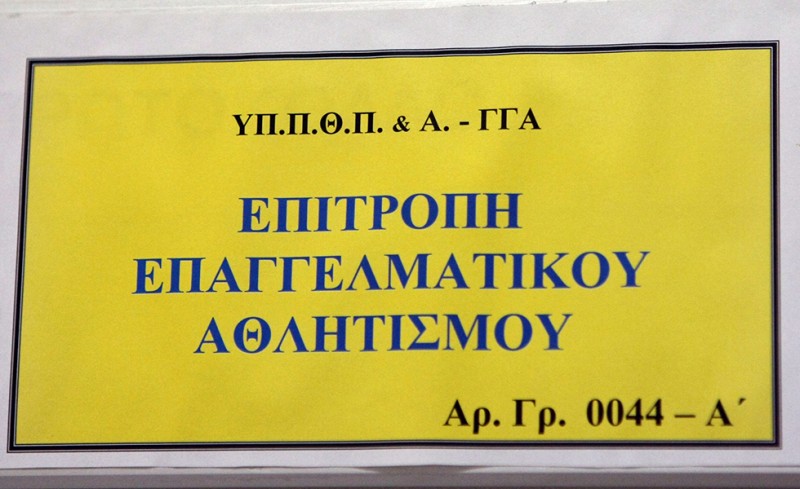 ΥΠ.Π.Θ.Π. & Α. - ΓΓΑ
ΕΠΙΤΡΟΠΗ
ΕΠΑΓΓΕΛΜΑΤΙΚΟΥ
ΑΘΛΗΤΙΣΜΟΥ
Αρ. Γρ. 0044 – Α΄